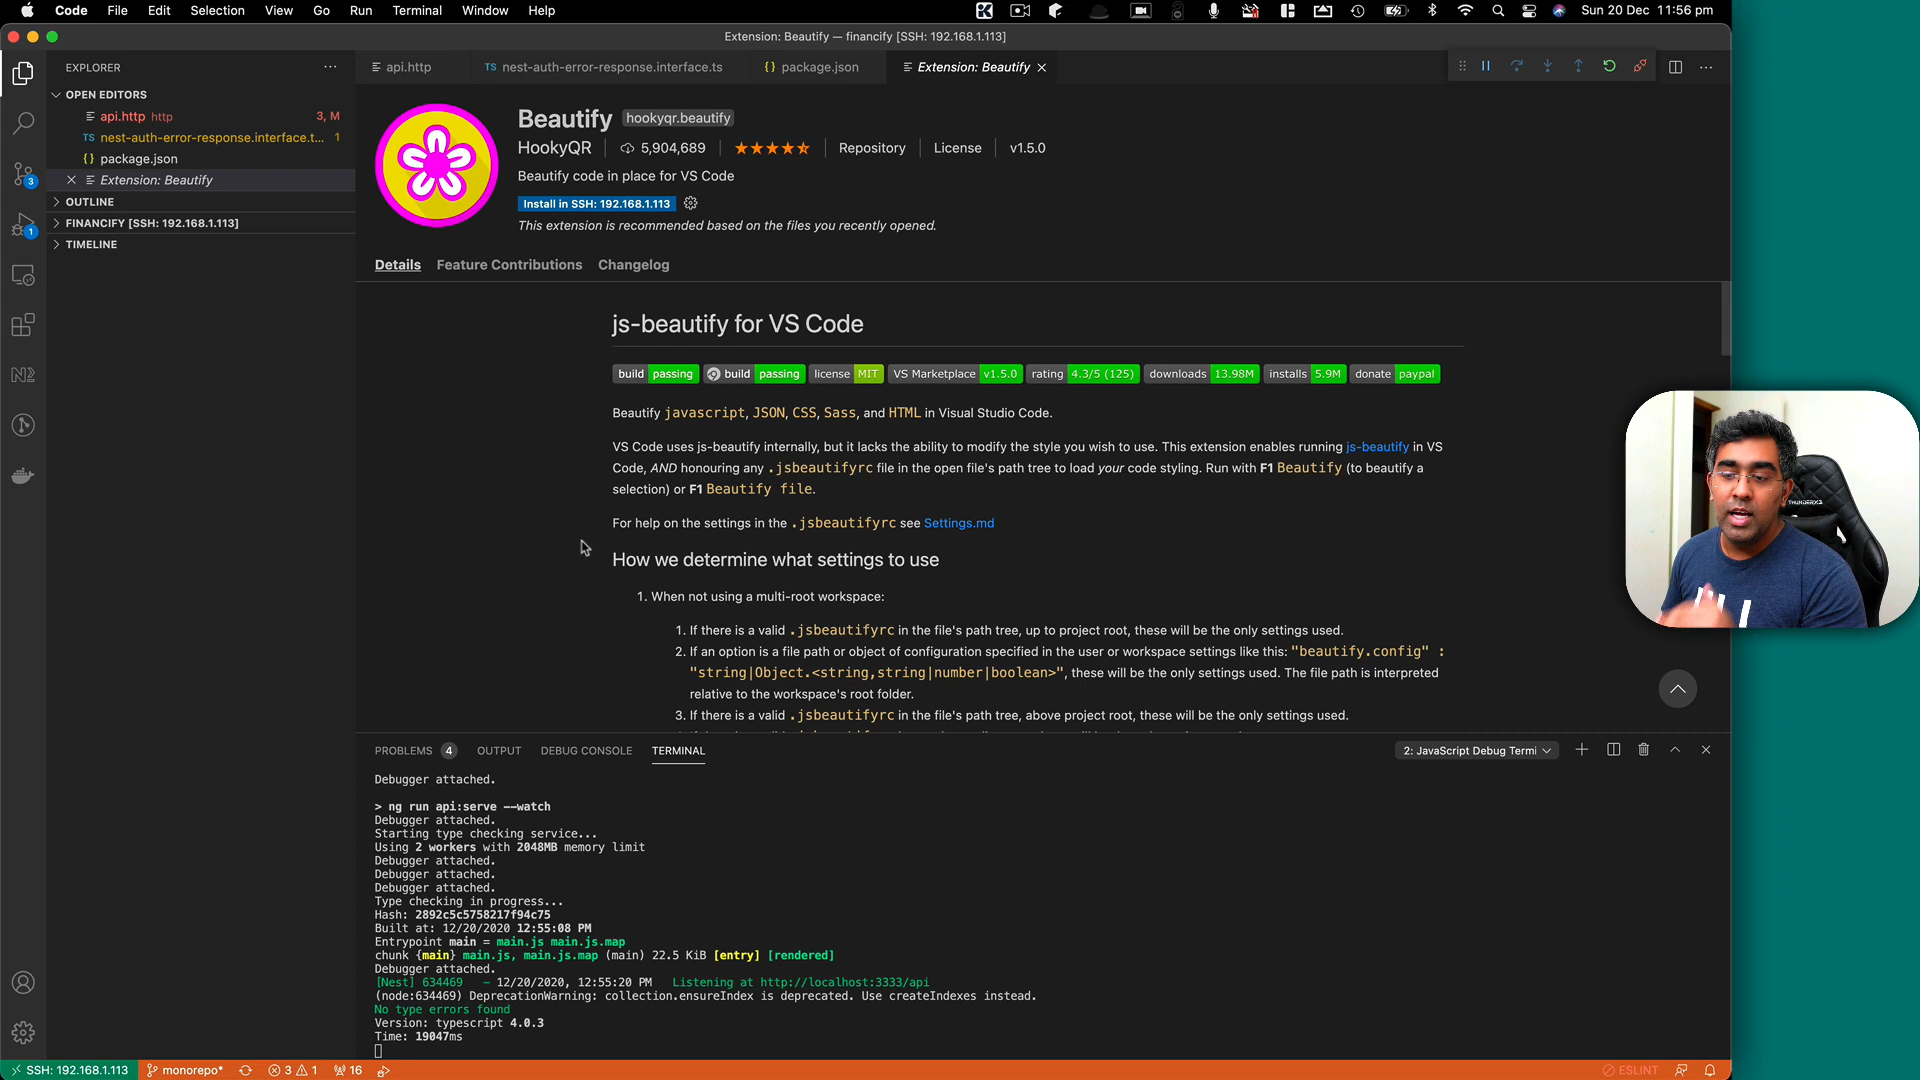 Code File Edit Selection View Go Run Terminal Window Help
Sun 20 Dec 11:56 pm
Extension: Beautify — financify [SSH: 192.168.1.113]
EXPLORER
api.http
TS nest-auth-error-response.interface.ts
{} package.json
Extension: Beautify
OPEN EDITORS
api.http http 3, M
TS nest-auth-error-response.interface.t... 1
{} package.json
Extension: Beautify
OUTLINE
FINANCIFY [SSH: 192.168.1.113]
TIMELINE
3
1
Beautify hookyqr.beautify
HookyQR 5,904,689 Repository License v1.5.0
Beautify code in place for VS Code
Install in SSH: 192.168.1.113
This extension is recommended based on the files you recently opened.
Details Feature Contributions Changelog
js-beautify for VS Code
build passing build passing license MIT VS Marketplace v1.5.0 rating 4.3/5 (125) downloads 13.98M installs 5.9M donate paypal
Beautify javascript, JSON, CSS, Sass, and HTML in Visual Studio Code.
VS Code uses js-beautify internally, but it lacks the ability to modify the style you wish to use. This extension enables running js-beautify in VS
Code, AND honouring any .jsbeautifyrc file in the open file's path tree to load your code styling. Run with F1 Beautify (to beautify a
selection) or F1 Beautify file.
For help on the settings in the .jsbeautifyrc see Settings.md
How we determine what settings to use
1. When not using a multi-root workspace:
1. If there is a valid .jsbeautifyrc in the file's path tree, up to project root, these will be the only settings used.
2. If an option is a file path or object of configuration specified in the user or workspace settings like this: "beautify.config" :
"string|Object.<string,string|number|boolean>", these will be the only settings used. The file path is interpreted
relative to the workspace's root folder.
3. If there is a valid .jsbeautifyrc in the file's path tree, above project root, these will be the only settings used.
THUNDERX3
PROBLEMS 4 OUTPUT DEBUG CONSOLE TERMINAL
2: JavaScript Debug Termi
Debugger attached.
> ng run api:serve --watch
Debugger attached.
Starting type checking service...
Using 2 workers with 2048MB memory limit
Debugger attached.
Debugger attached.
Debugger attached.
Type checking in progress...
Hash: 2892c5c5758217f94c75
Built at: 12/20/2020 12:55:08 PM
Entrypoint main = main.js main.js.map
chunk {main} main.js, main.js.map (main) 22.5 KiB [entry] [rendered]
Debugger attached.
[Nest] 634469 - 12/20/2020, 12:55:20 PM Listening at http://localhost:3333/api
(node:634469) DeprecationWarning: collection.ensureIndex is deprecated. Use createIndexes instead.
No type errors found
Version: typescript 4.0.3
Time: 19047ms
SSH: 192.168.1.113 monorepo* 3 1 16
ESLINT